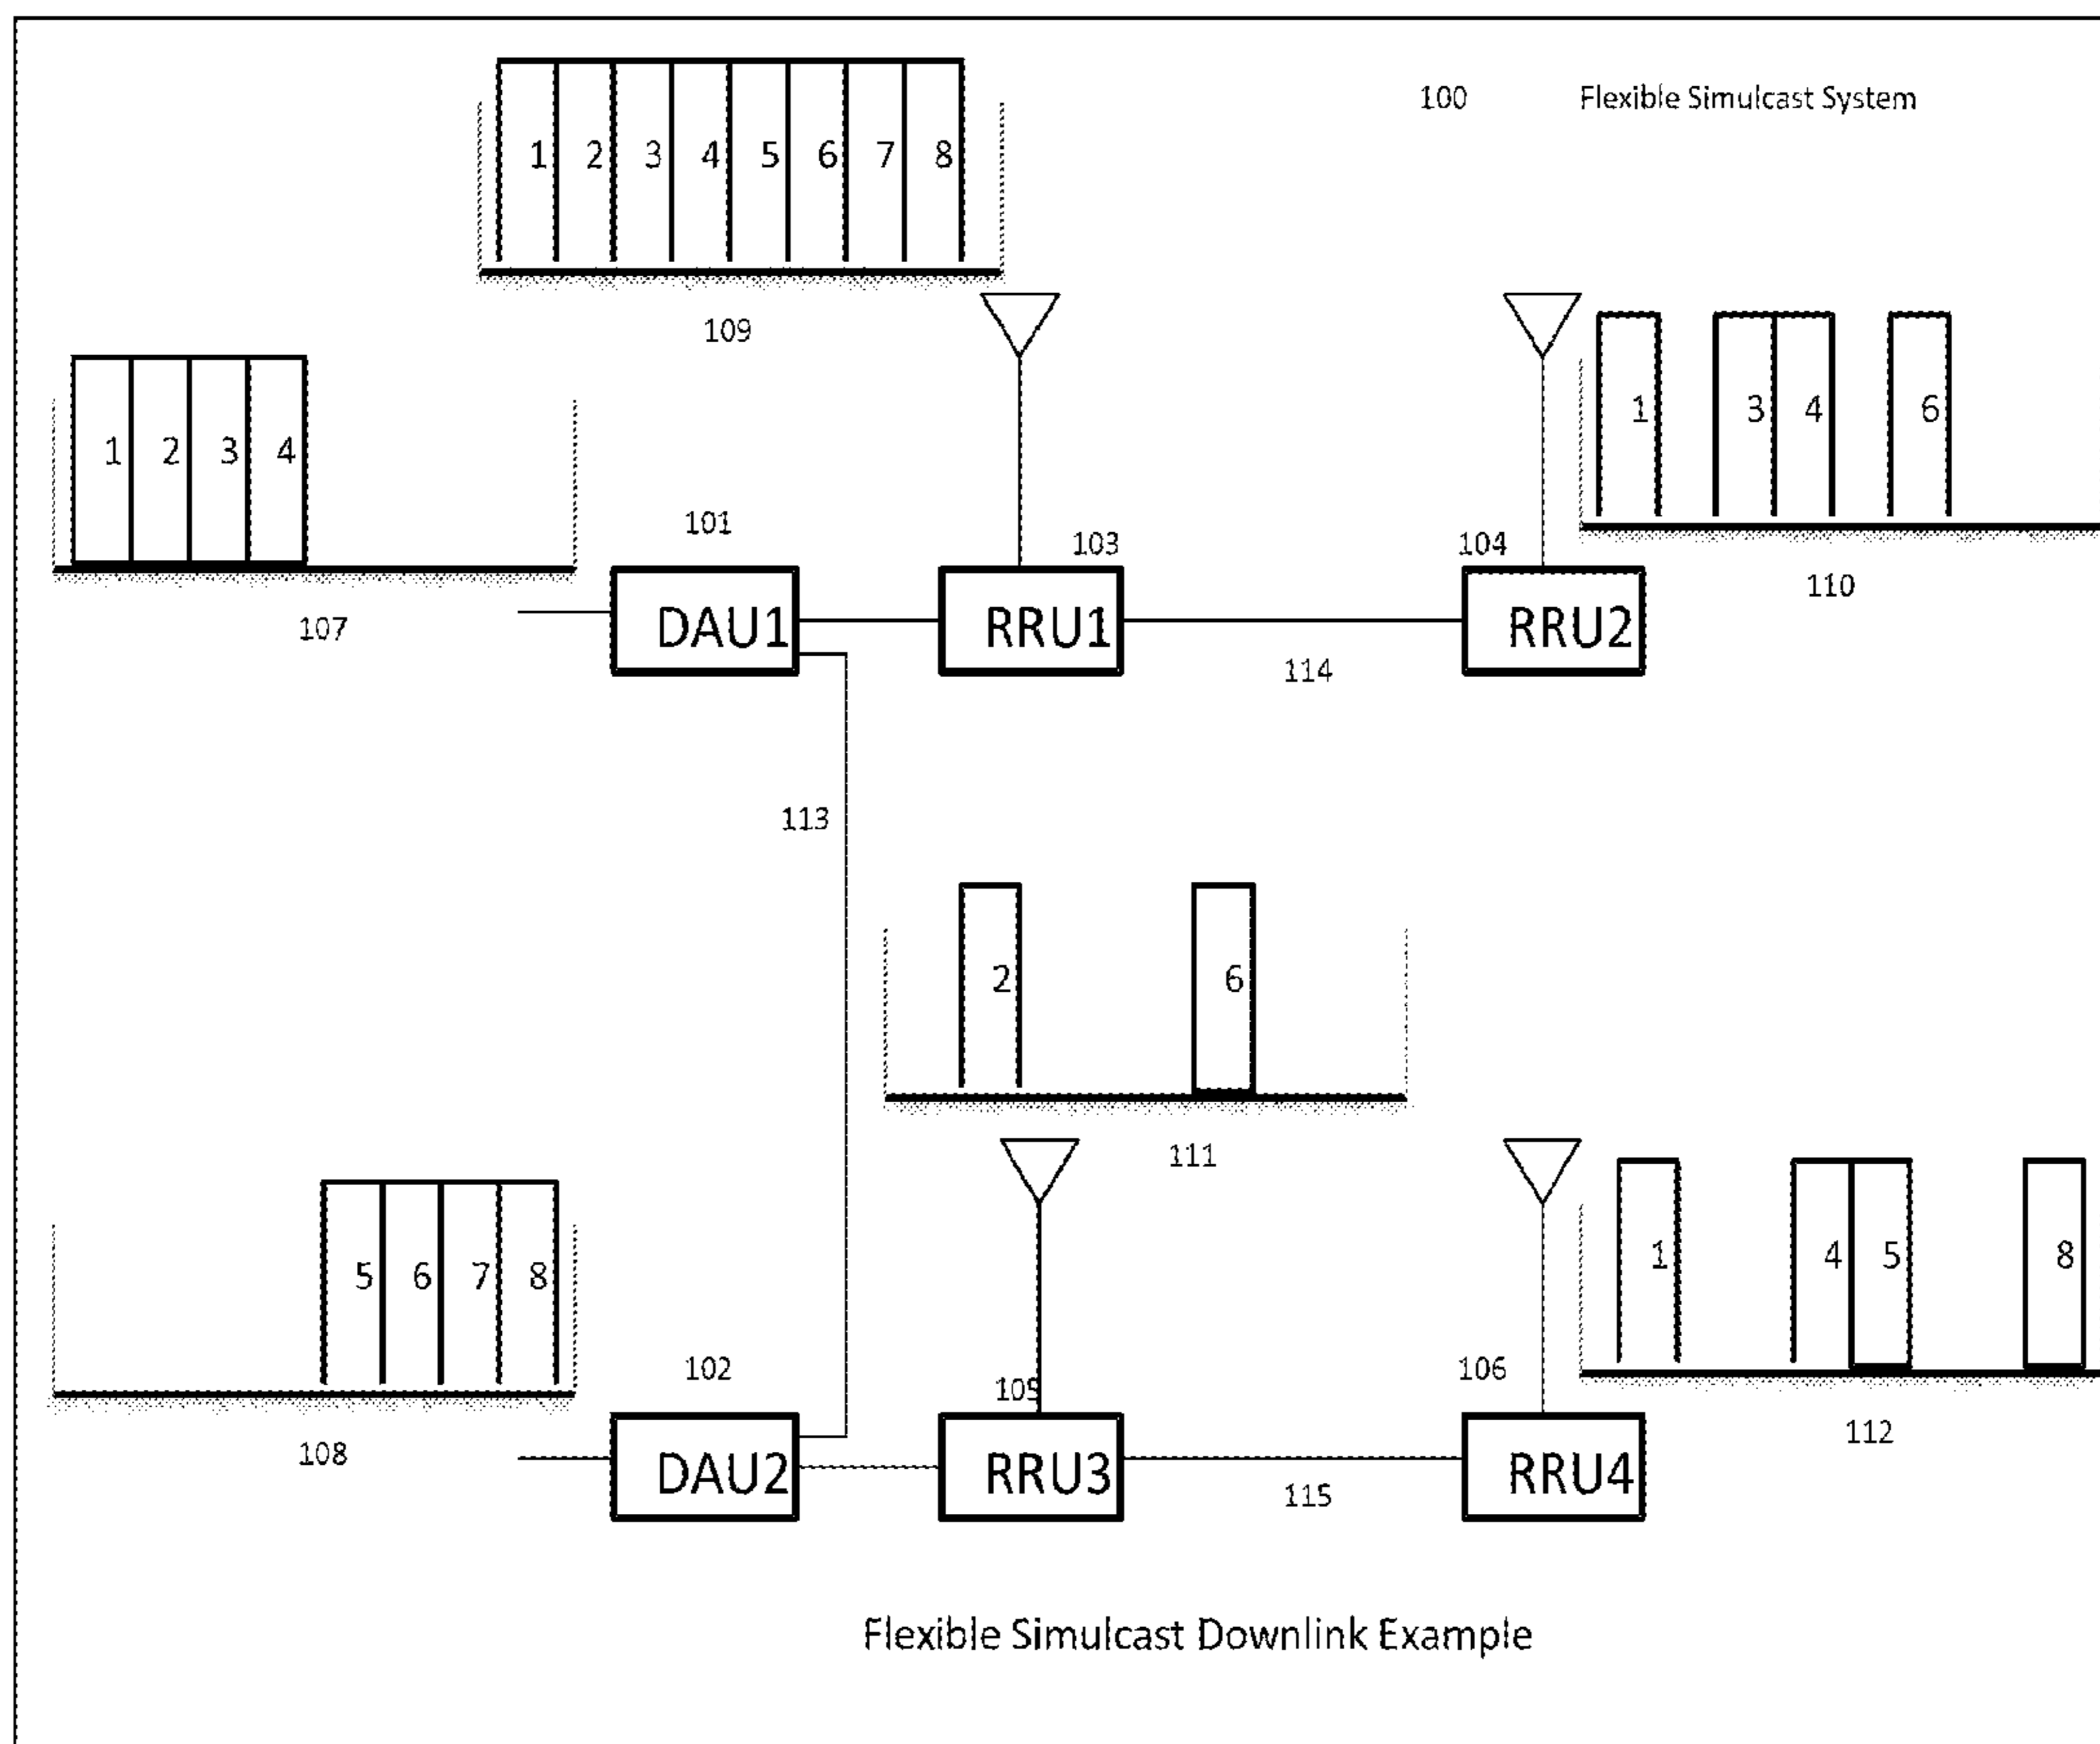 100 Flexible Simulcast System
1 2 3 4 5 6 7 8
109
1 2 3 4
107
1 3 4 6
110
101
103
104
DAU1
RRU1
RRU2
114
113
2 6
111
5 6 7 8
108
1 4 5 8
112
102
105
106
DAU2
RRU3
RRU4
115
Flexible Simulcast Downlink Example